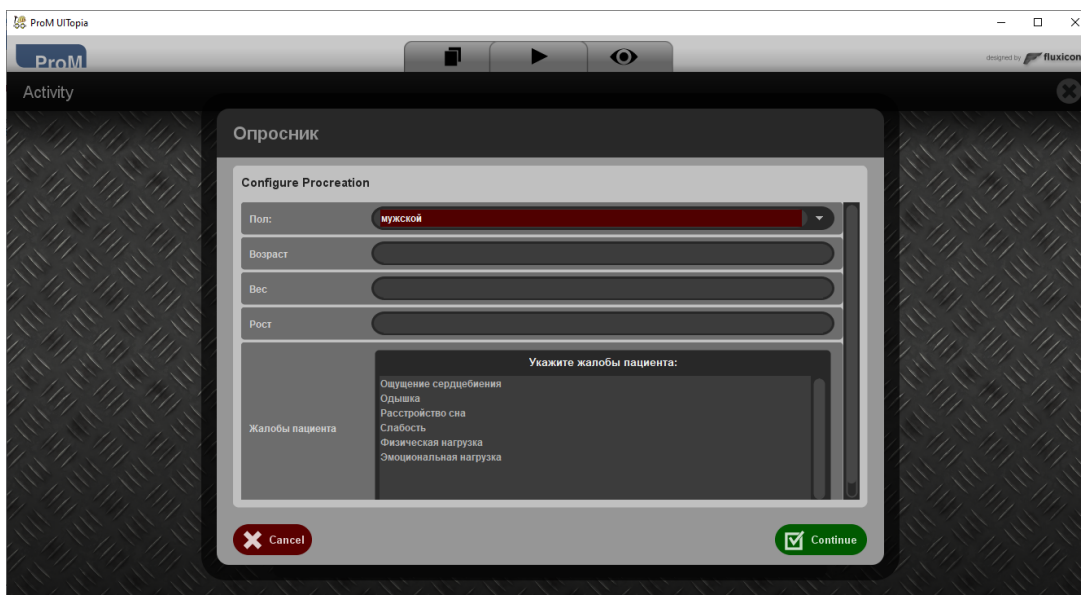 ProM UITopia
ProM
designed by fluxicon
Activity
Опросник
Configure Procreation
Пол: мужской
Возраст
Вес
Рост
Укажите жалобы пациента:
Ощущение сердцебиения
Одышка
Расстройство сна
Слабость
Жалобы пациента
Физическая нагрузка
Эмоциональная нагрузка
Cancel
Continue